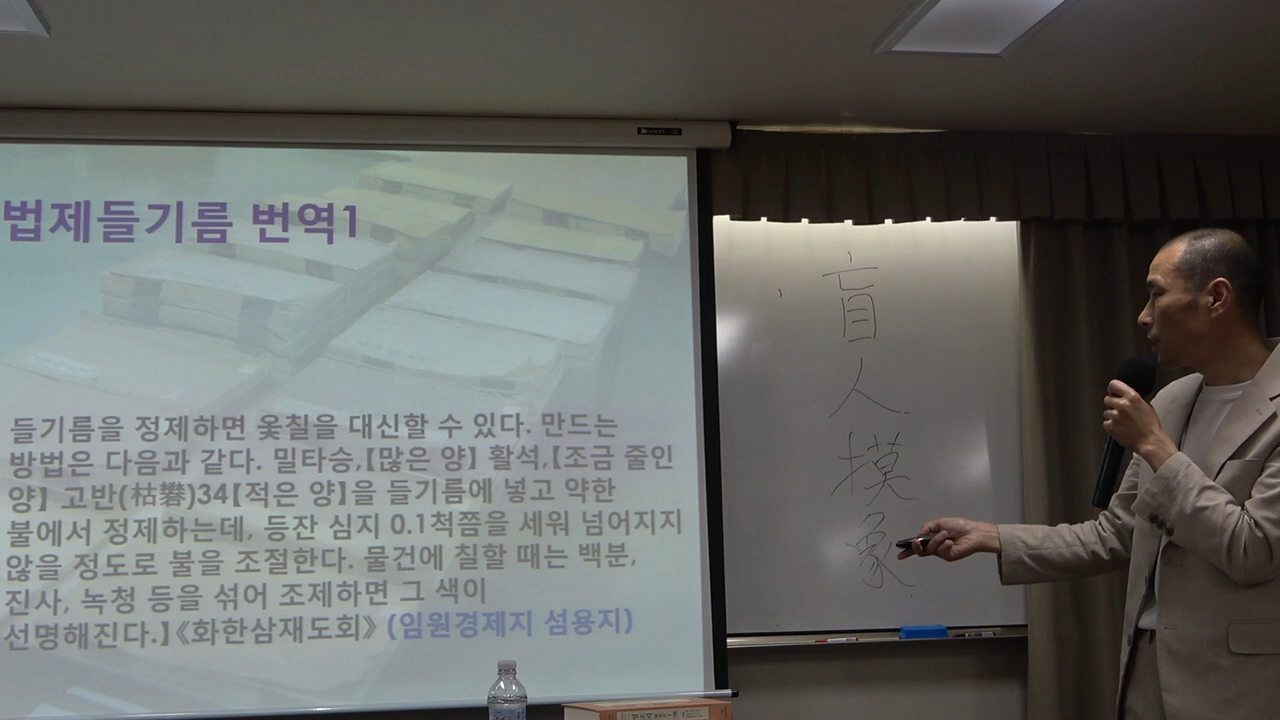 법제들기름 번역1
들기름을 정제하면 옻칠을 대신할 수 있다. 만드는
방법은 다음과 같다. 밀타승,【많은 양】 활석,【조금 줄인
양】 고반(枯礬)34【적은 양】을 들기름에 넣고 약한
불에서 정제하는데, 등잔 심지 0.1척쯤을 세워 넘어지지
않을 정도로 불을 조절한다. 물건에 칠할 때는 백분,
진사, 녹청 등을 섞어 조제하면 그 색이
선명해진다.】《화한삼재도회》 (임원경제지 섬용지)
盲
人
摸
象